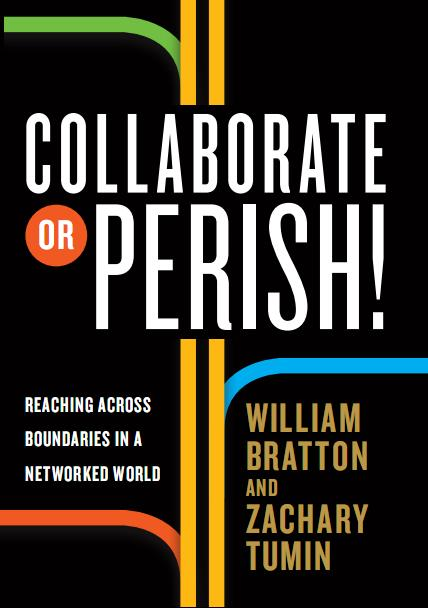 COLLABORATE
OR PERISH!
REACHING ACROSS
BOUNDARIES IN A
NETWORKED WORLD
WILLIAM
BRATTON
AND
ZACHARY
TUMIN